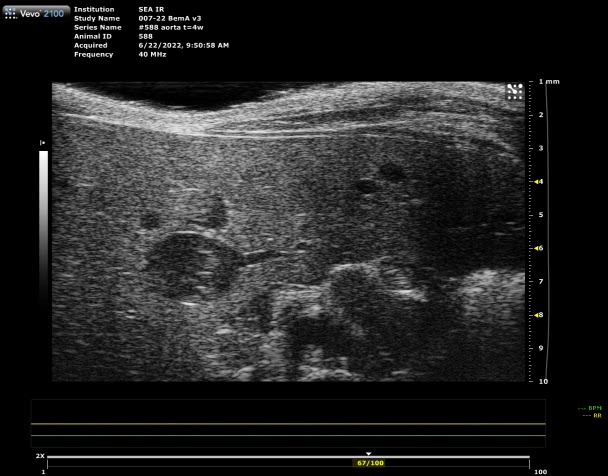 Vevo 2100
Institution SEA IR
Study Name 007-22 BemA v3
Series Name #588 aorta t=4w
Animal ID 588
Acquired 6/22/2022, 9:50:58 AM
Frequency 40 MHz
1 mm
2
3
4
5
6
7
8
9
10
--- BPM
--- RR
2X
67/100
1
100